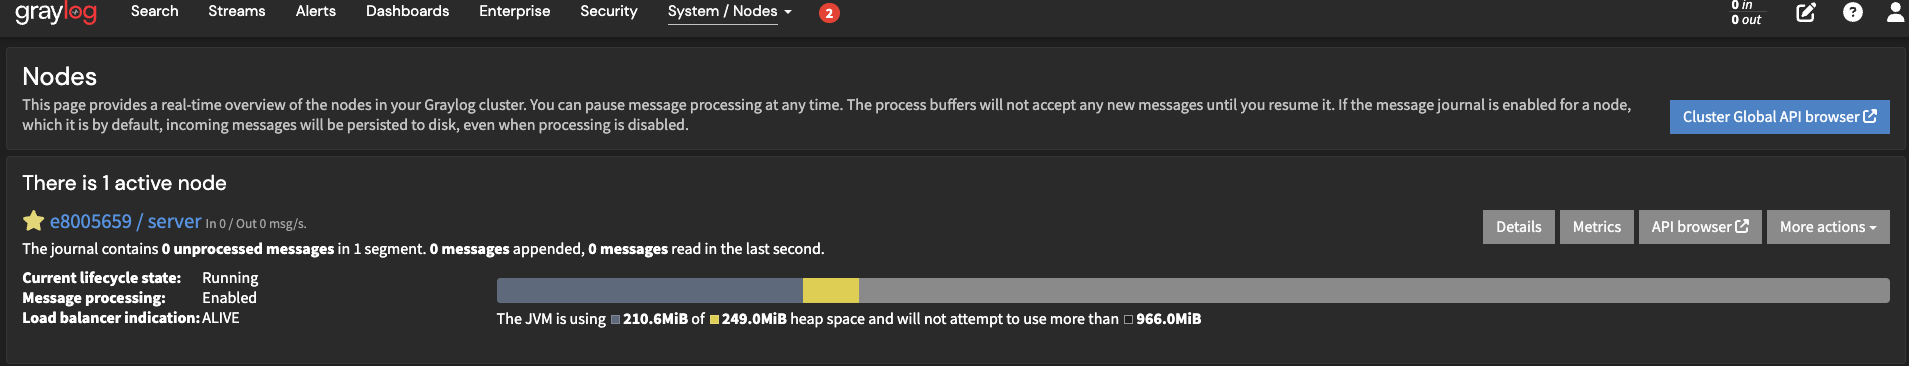 graylog Search Streams Alerts Dashboards Enterprise Security System / Nodes 2 0 in
0 out
Nodes
This page provides a real-time overview of the nodes in your Graylog cluster. You can pause message processing at any time. The process buffers will not accept any new messages until you resume it. If the message journal is enabled for a node,
which it is by default, incoming messages will be persisted to disk, even when processing is disabled.
Cluster Global API browser
There is 1 active node
e8005659 / server In 0 / Out 0 msg/s.
Details Metrics API browser More actions
The journal contains 0 unprocessed messages in 1 segment. 0 messages appended, 0 messages read in the last second.
Current lifecycle state: Running
Message processing: Enabled
Load balancer indication: ALIVE
The JVM is using 210.6MiB of 249.0MiB heap space and will not attempt to use more than 966.0MiB